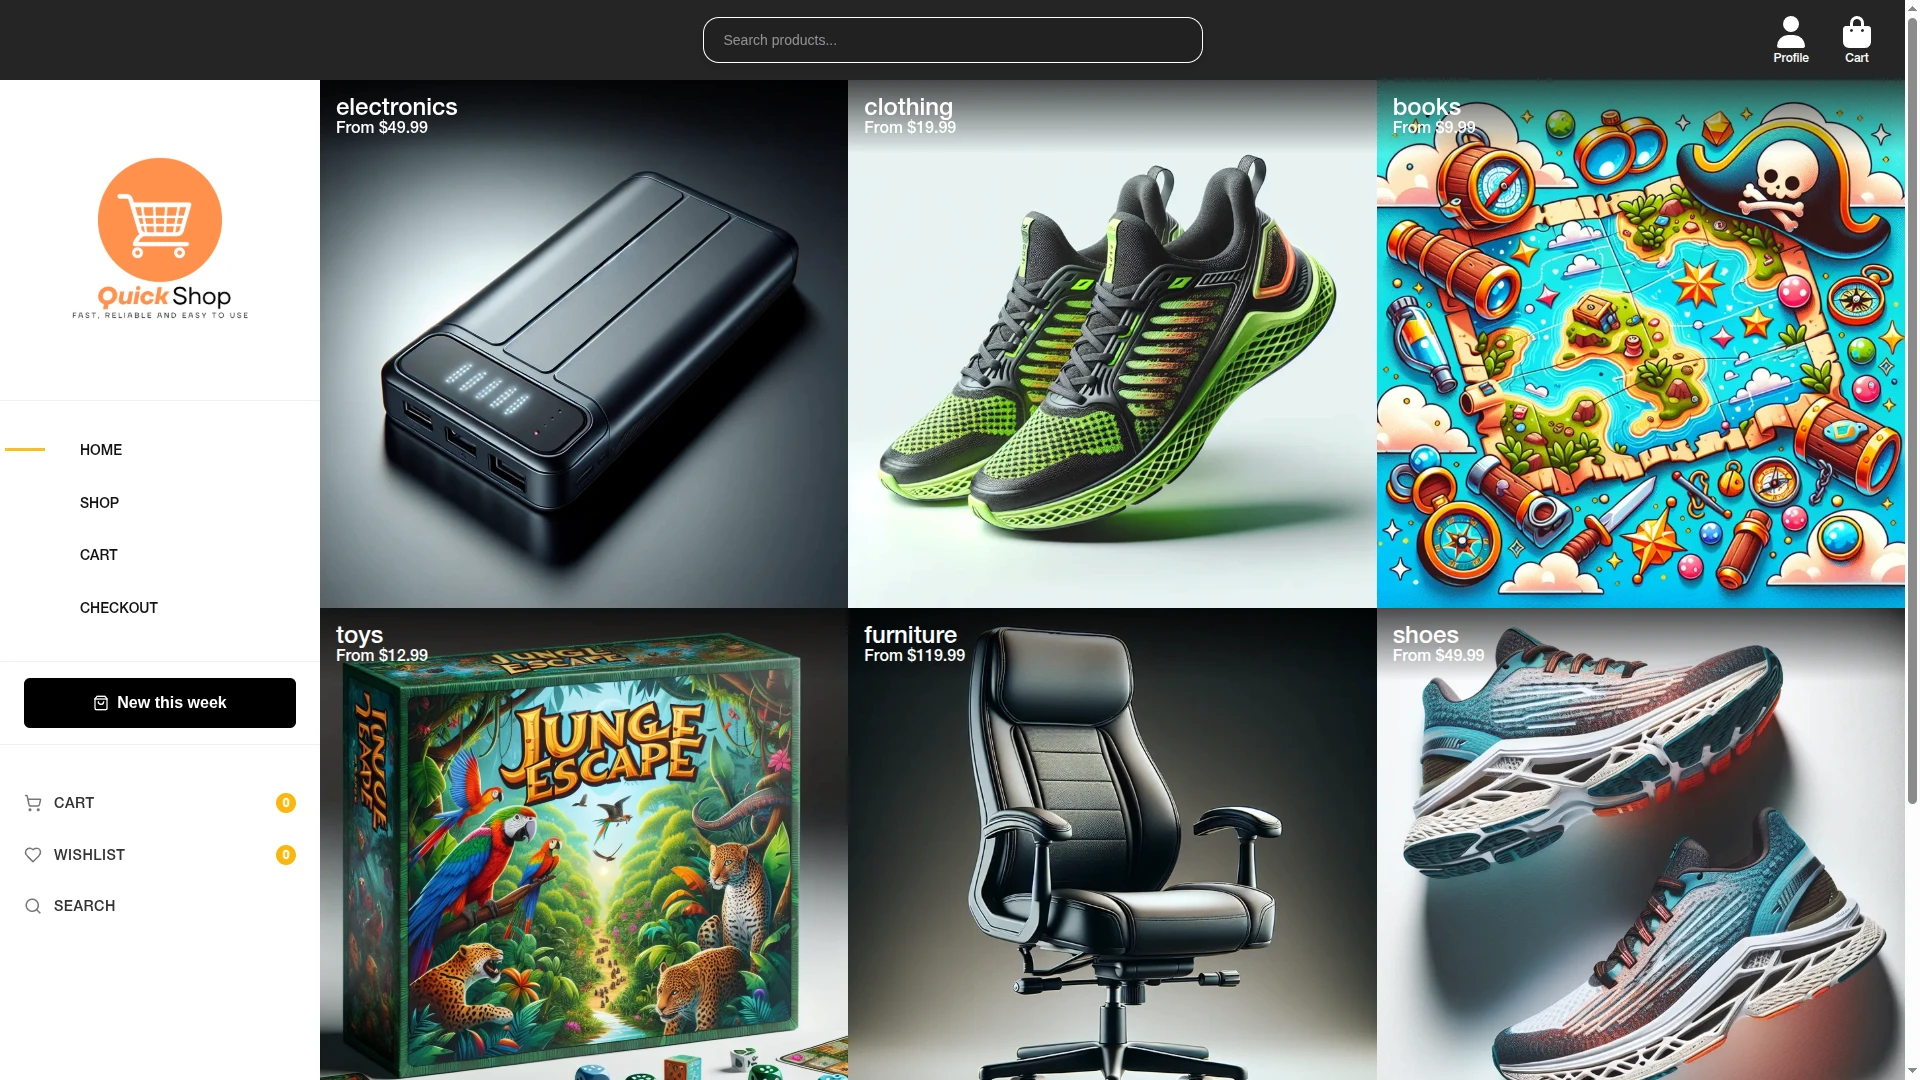 Search products...
Profile
Cart
Quick Shop
FAST, RELIABLE AND EASY TO USE
HOME
SHOP
CART
CHECKOUT
New this week
CART
0
WISHLIST
0
SEARCH
electronics
From $49.99
clothing
From $19.99
books
From $9.99
toys
From $12.99
JUNGLE
ESCAPE
JUNGE
ESCAPE
furniture
From $119.99
shoes
From $49.99